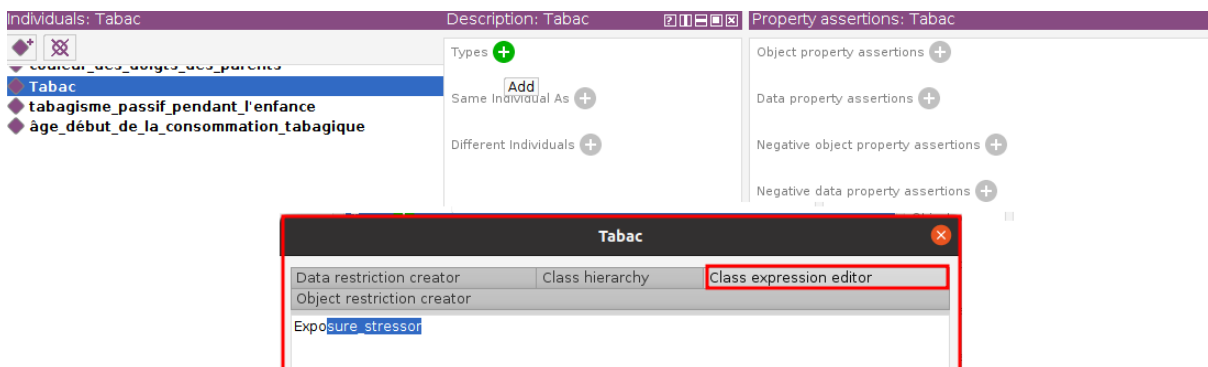 Individuals: Tabac
Description: Tabac
Property assertions: Tabac
couleur_des_doigts_des_parents
Tabac
tabagisme_passif_pendant_l'enfance
âge_début_de_la_consommation_tabagique
Types
Add
Same Individual As
Different Individuals
Object property assertions
Data property assertions
Negative object property assertions
Negative data property assertions
Tabac
Data restriction creator
Class hierarchy
Class expression editor
Object restriction creator
Exposure_stressor